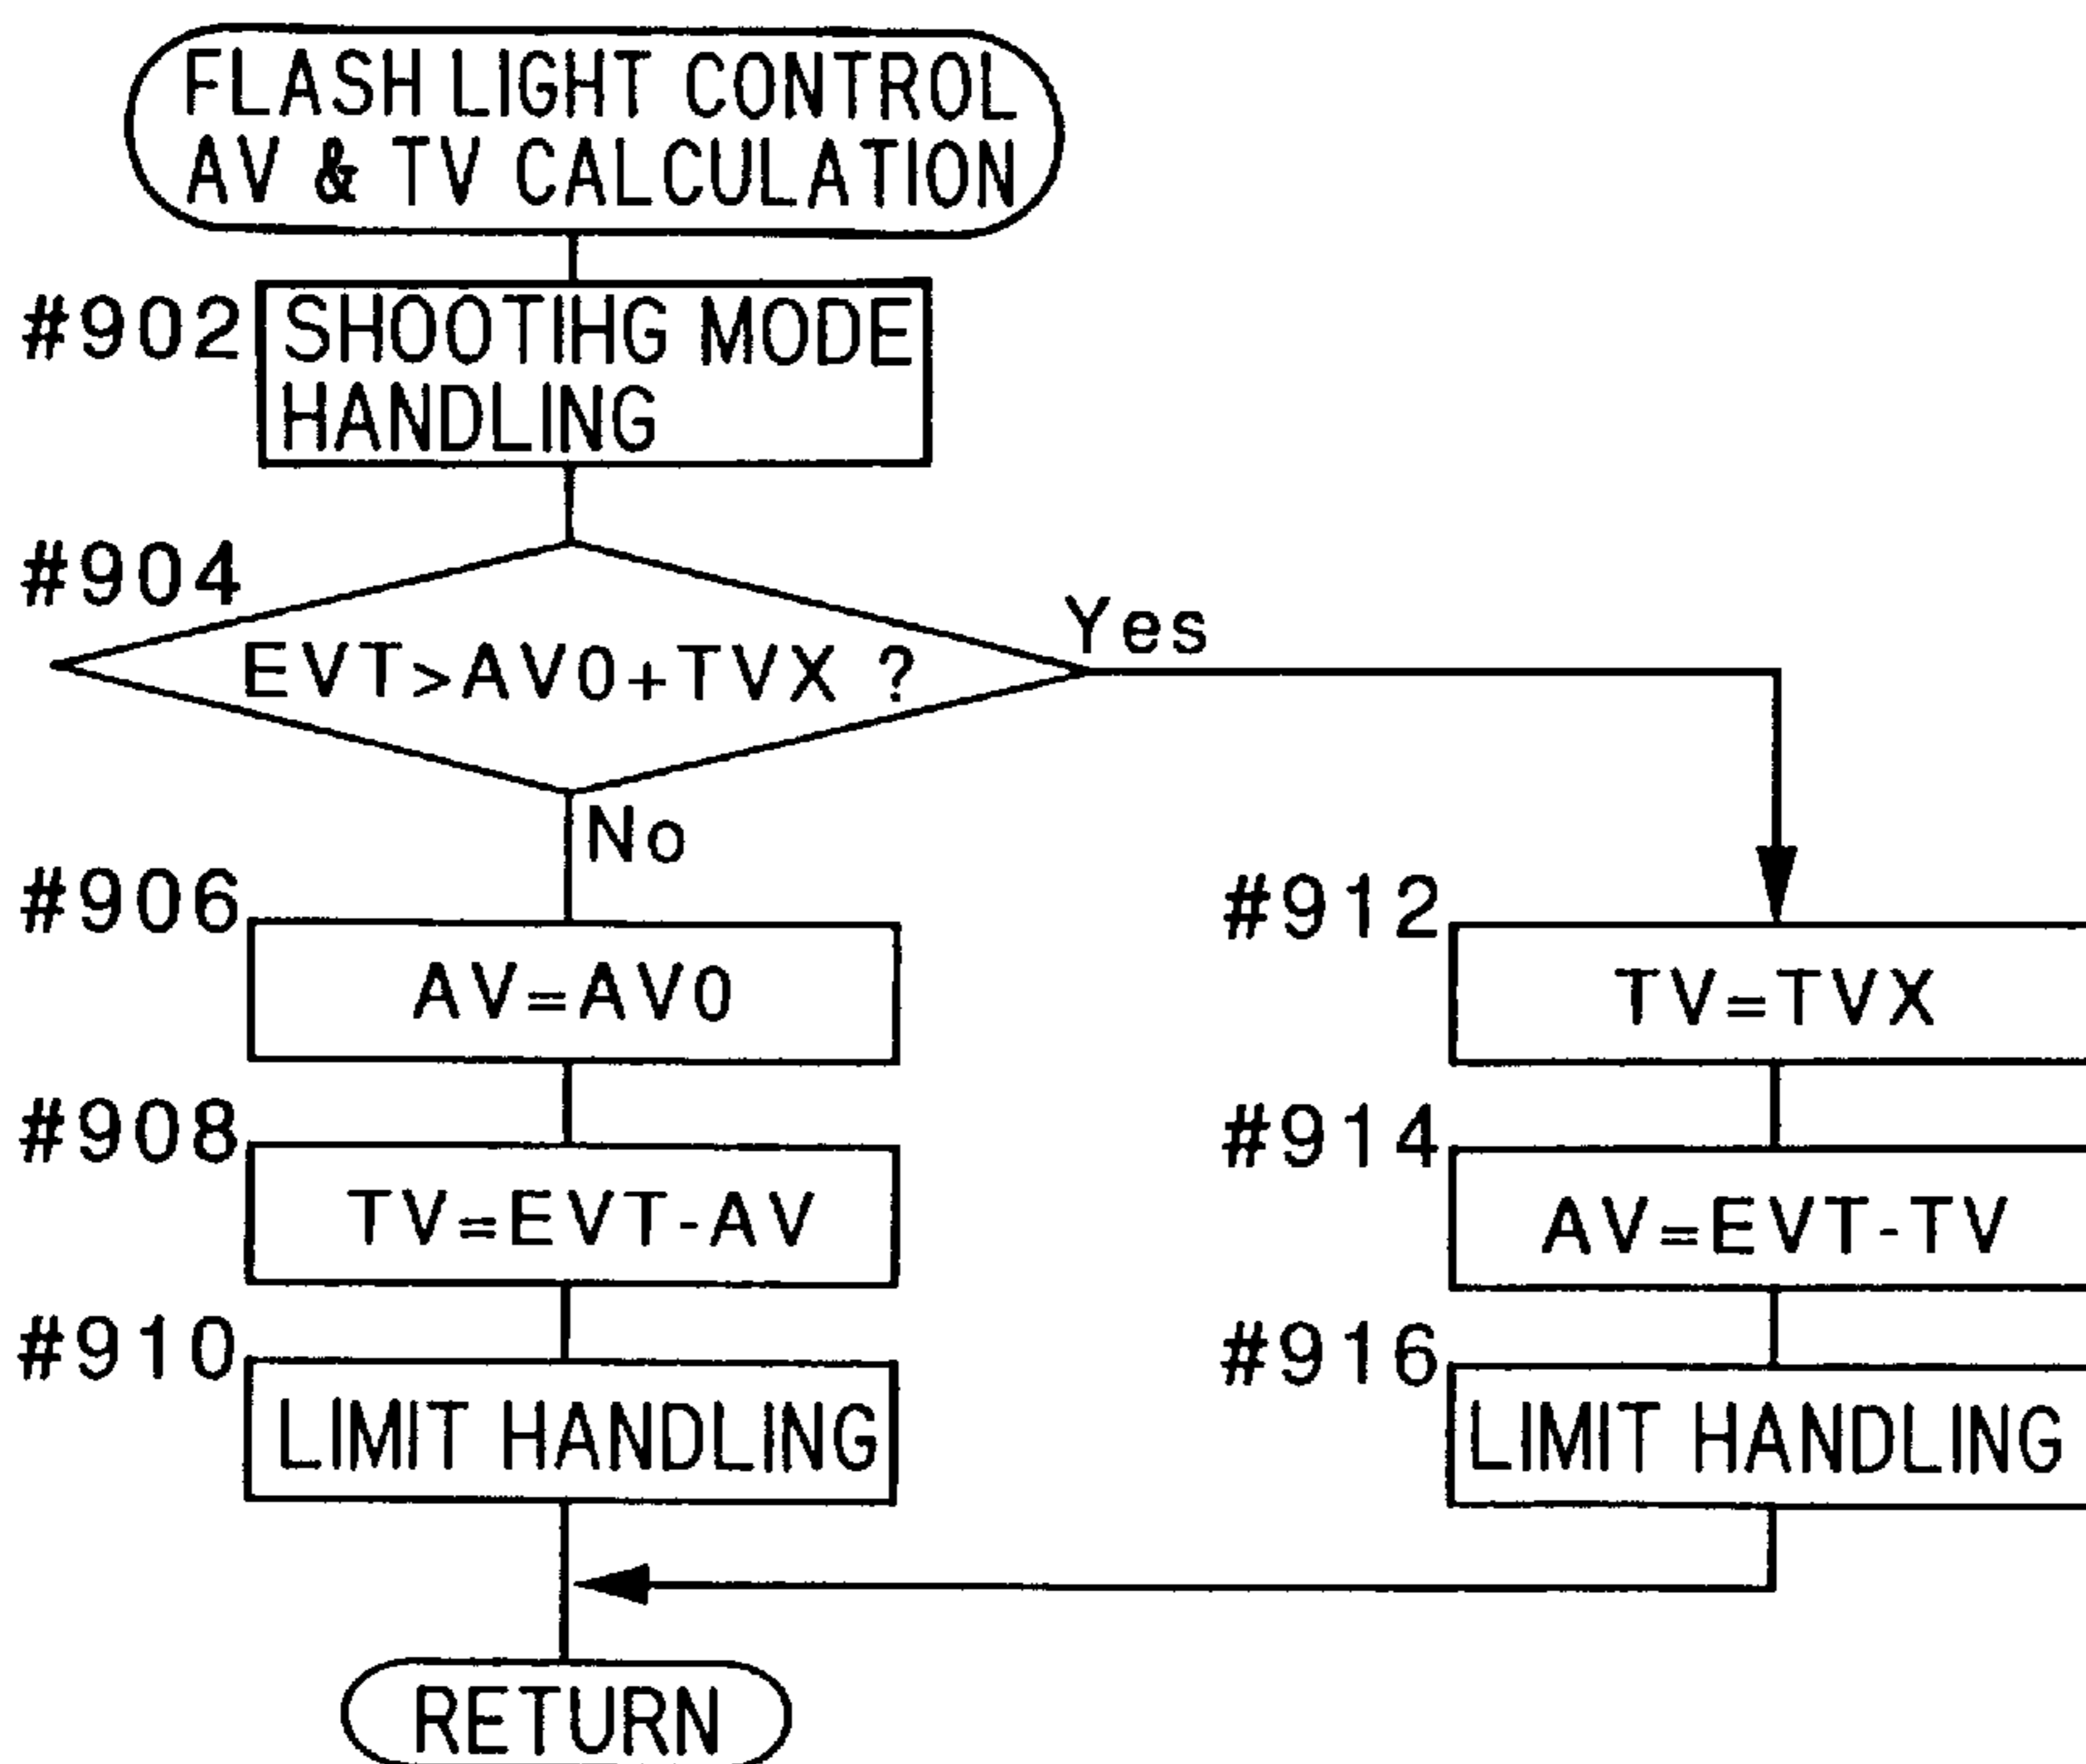 FLASH LIGHT CONTROL
AV & TV CALCULATION
#902
SHOOTIHG MODE
HANDLING
#904
EVT>AV0+TVX ?
Yes
No
#906
AV=AV0
#908
TV=EVT-AV
#910
LIMIT HANDLING
#912
TV=TVX
#914
AV=EVT-TV
#916
LIMIT HANDLING
RETURN